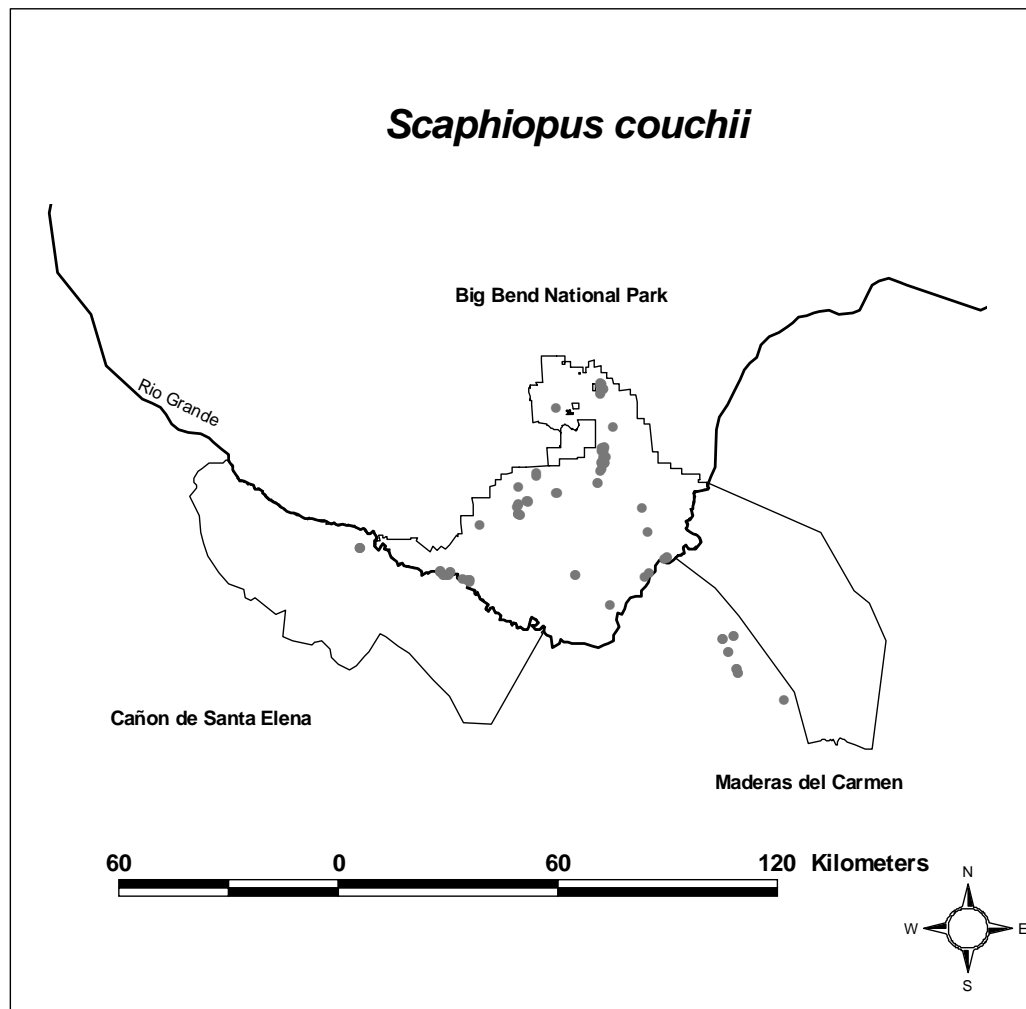 Scaphiopus couchii
Big Bend National Park
Rio Grande
Cañon de Santa Elena
Maderas del Carmen
60 0 60 120 Kilometers
N
W E
S